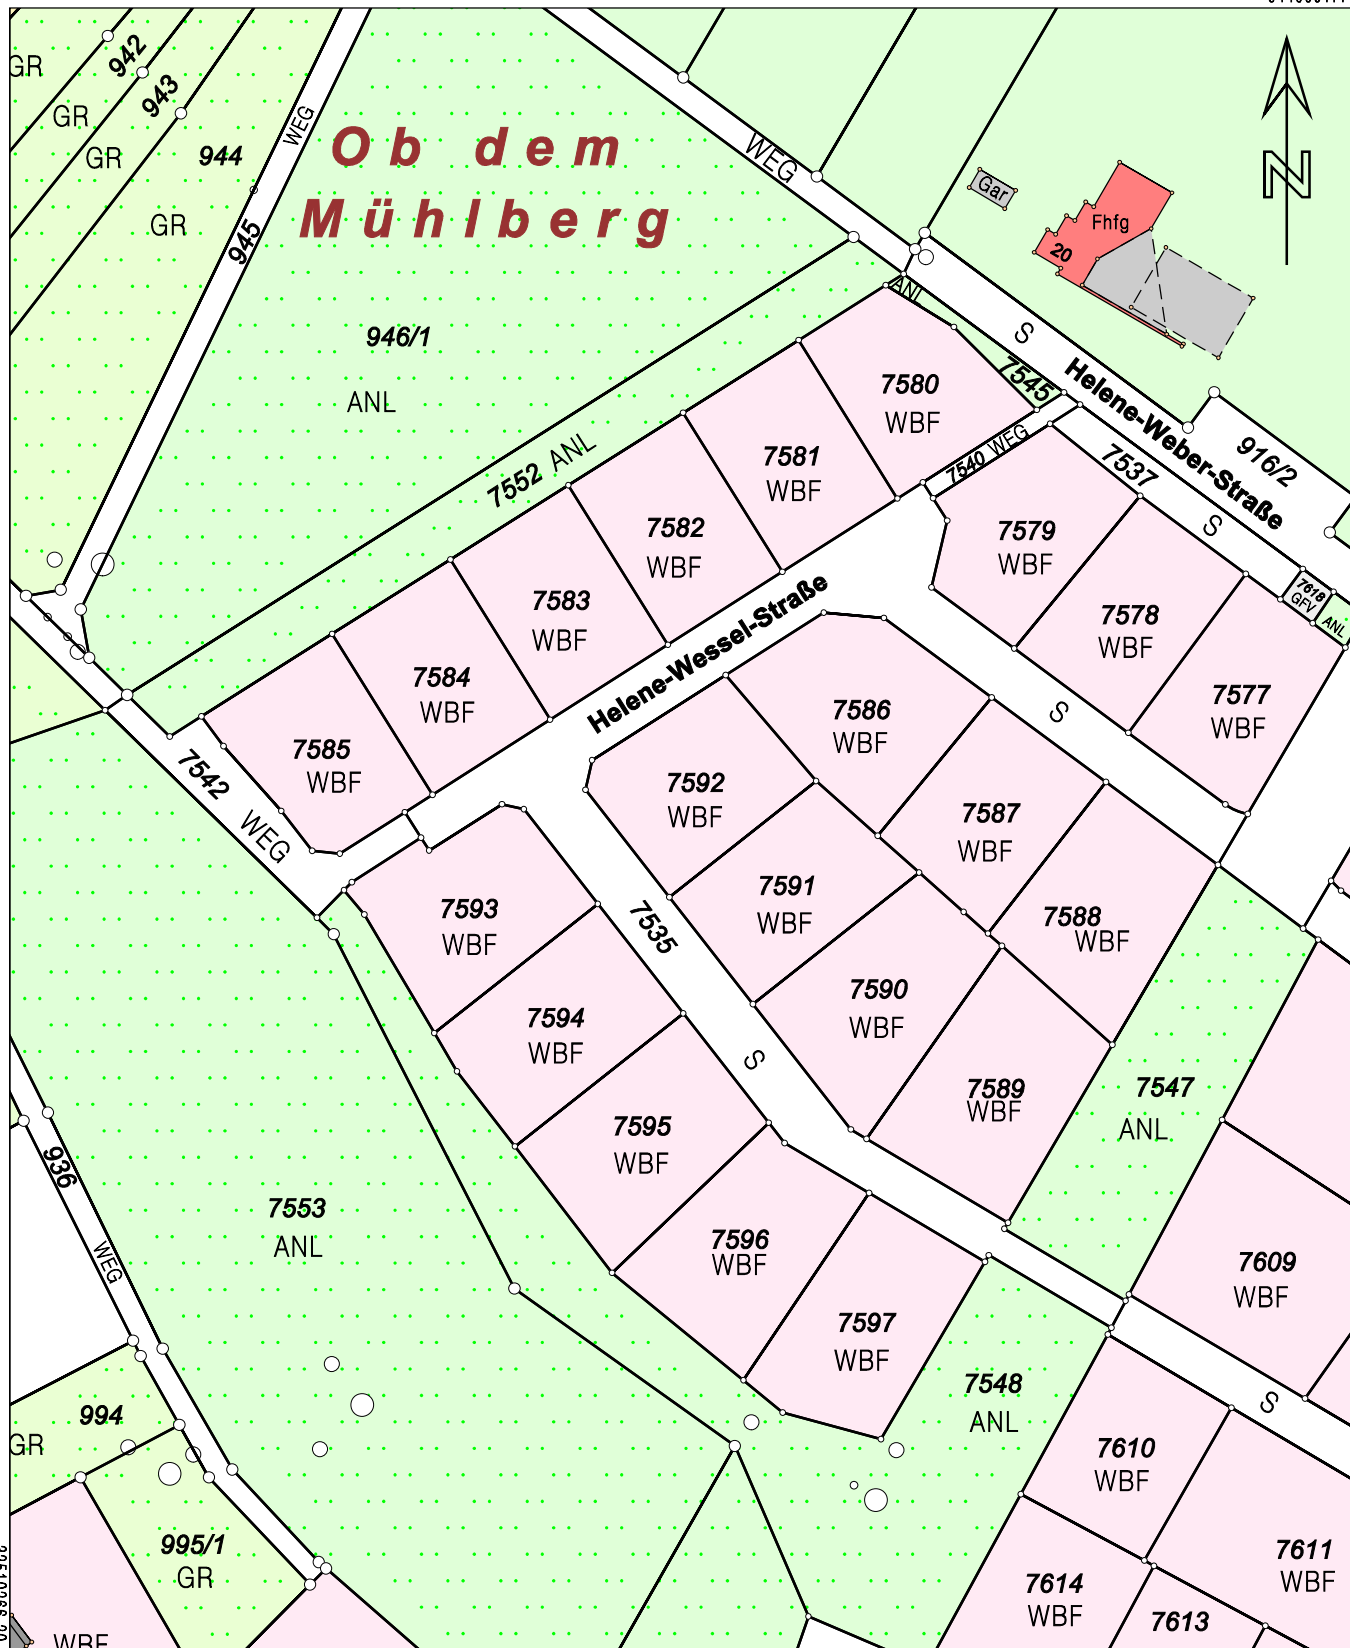 942
GR
943
GR
GR
944
WEG
GR
945
Ob dem
Mühlberg
WEG
Gar
Fhfg
20
N
946/1
ANL
ANL
S
7545
Helene-Weber-Straße
916/2
7580
WBF
7552 ANL
7581
WBF
7540 WEG
7537
S
7582
WBF
7579
WBF
7618
GFV
ANL
7583
WBF
Helene-Wessel-Straße
7578
WBF
7584
WBF
7577
WBF
7586
WBF
S
7585
WBF
7542 WEG
7592
WBF
7587
WBF
7593
WBF
7591
WBF
7588
WBF
7535
S
7594
WBF
7590
WBF
7589
WBF
7547
ANL
7595
WBF
936
WEG
7553
ANL
7596
WBF
7609
WBF
7597
WBF
7548
ANL
S
994
GR
7610
WBF
995/1
GR
7611
WBF
7614
WBF
7613
WBF